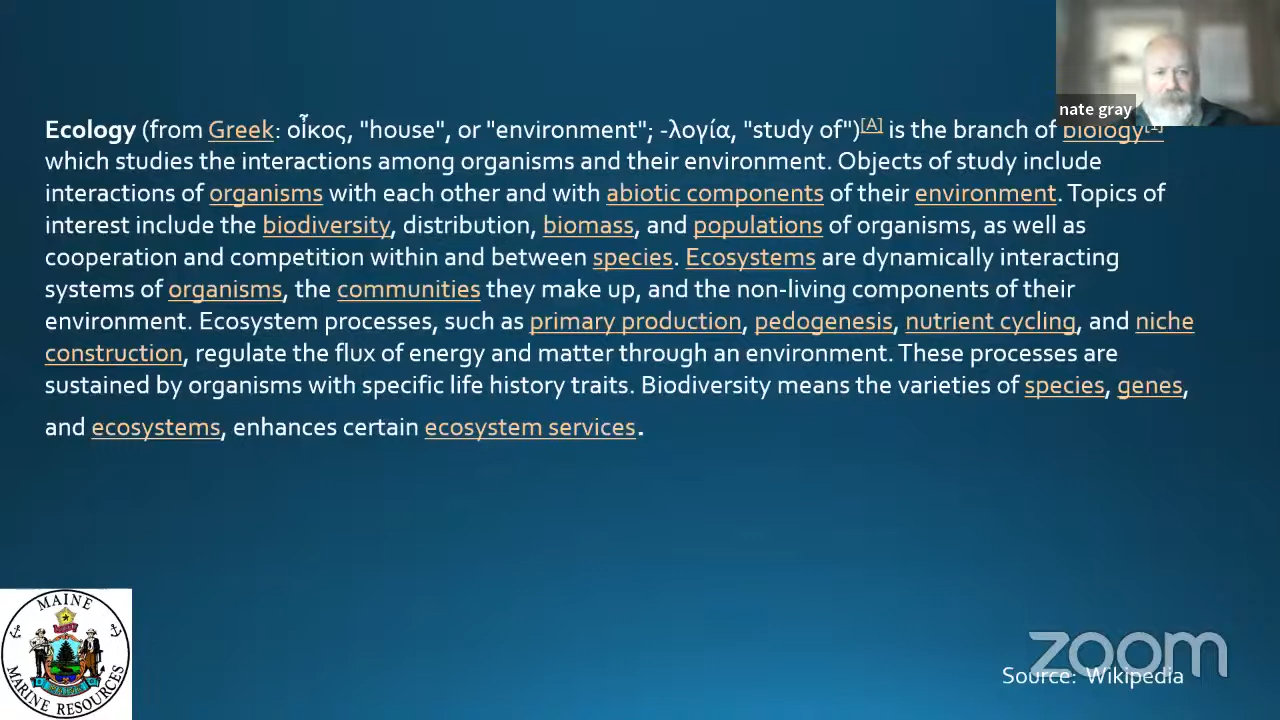 nate gray
Ecology (from Greek: οἶκος, "house", or "environment"; -λογία, "study of")[A] is the branch of biology[1]
which studies the interactions among organisms and their environment. Objects of study include
interactions of organisms with each other and with abiotic components of their environment. Topics of
interest include the biodiversity, distribution, biomass, and populations of organisms, as well as
cooperation and competition within and between species. Ecosystems are dynamically interacting
systems of organisms, the communities they make up, and the non-living components of their
environment. Ecosystem processes, such as primary production, pedogenesis, nutrient cycling, and niche
construction, regulate the flux of energy and matter through an environment. These processes are
sustained by organisms with specific life history traits. Biodiversity means the varieties of species, genes,
and ecosystems, enhances certain ecosystem services.
MAINE
MARINE RESOURCES
zoom
Source: Wikipedia